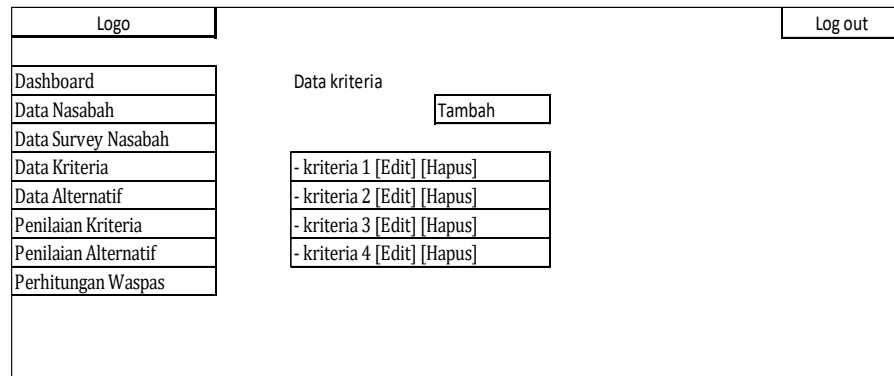 Logo
Log out
Dashboard
Data Nasabah
Data Survey Nasabah
Data Kriteria
Data Alternatif
Penilaian Kriteria
Penilaian Alternatif
Perhitungan Waspas
Data kriteria
Tambah
- kriteria 1 [Edit] [Hapus]
- kriteria 2 [Edit] [Hapus]
- kriteria 3 [Edit] [Hapus]
- kriteria 4 [Edit] [Hapus]